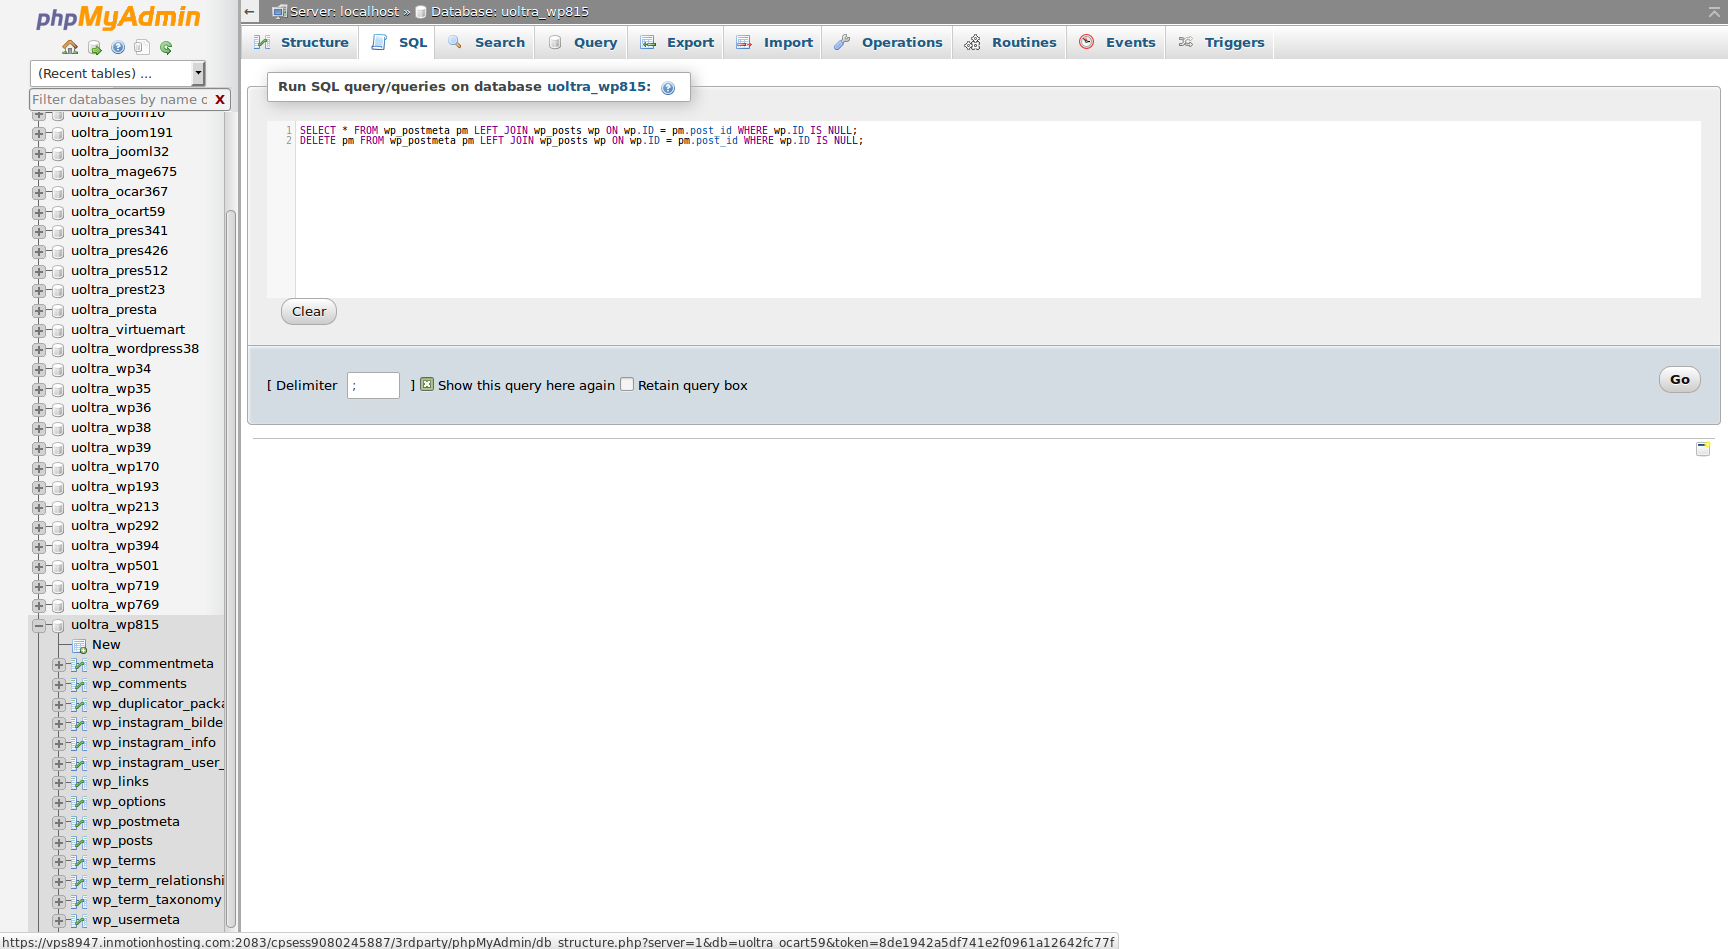 phpMyAdmin
(Recent tables) ...
Filter databases by name o X
uoltra_joom10
uoltra_joom191
uoltra_jooml32
uoltra_mage675
uoltra_ocar367
uoltra_ocart59
uoltra_pres341
uoltra_pres426
uoltra_pres512
uoltra_prest23
uoltra_presta
uoltra_virtuemart
uoltra_wordpress38
uoltra_wp34
uoltra_wp35
uoltra_wp36
uoltra_wp38
uoltra_wp39
uoltra_wp170
uoltra_wp193
uoltra_wp213
uoltra_wp292
uoltra_wp394
uoltra_wp501
uoltra_wp719
uoltra_wp769
uoltra_wp815
New
wp_commentmeta
wp_comments
wp_duplicator_packa
wp_instagram_bilde
wp_instagram_info
wp_instagram_user_
wp_links
wp_options
wp_postmeta
wp_posts
wp_terms
wp_term_relationshi
wp_term_taxonomy
wp_usermeta
← Server: localhost » Database: uoltra_wp815
Structure SQL Search Query Export Import Operations Routines Events Triggers
Run SQL query/queries on database uoltra_wp815:
1 SELECT * FROM wp_postmeta pm LEFT JOIN wp_posts wp ON wp.ID = pm.post_id WHERE wp.ID IS NULL;
2 DELETE pm FROM wp_postmeta pm LEFT JOIN wp_posts wp ON wp.ID = pm.post_id WHERE wp.ID IS NULL;
Clear
[ Delimiter ; ] Show this query here again Retain query box
Go
https://vps8947.inmotionhosting.com:2083/cpsess9080245887/3rdparty/phpMyAdmin/db_structure.php?server=1&db=uoltra_ocart59&token=8de1942a5df741e2f0961a12642fc77f